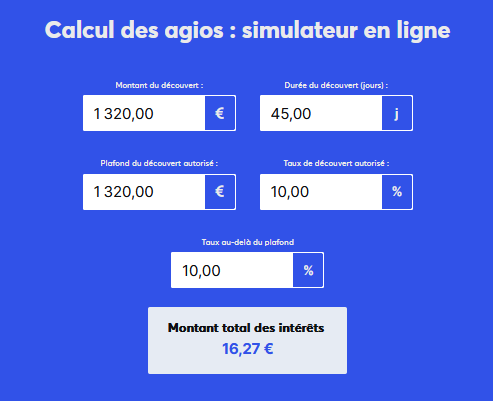 Calcul des agios : simulateur en ligne
Montant du découvert : Durée du découvert (jours) :
1 320,00 € 45,00 j
Plafond du découvert autorisé : Taux de découvert autorisé :
1 320,00 € 10,00 %
Taux au-delà du plafond
10,00 %
Montant total des intérêts
16,27 €